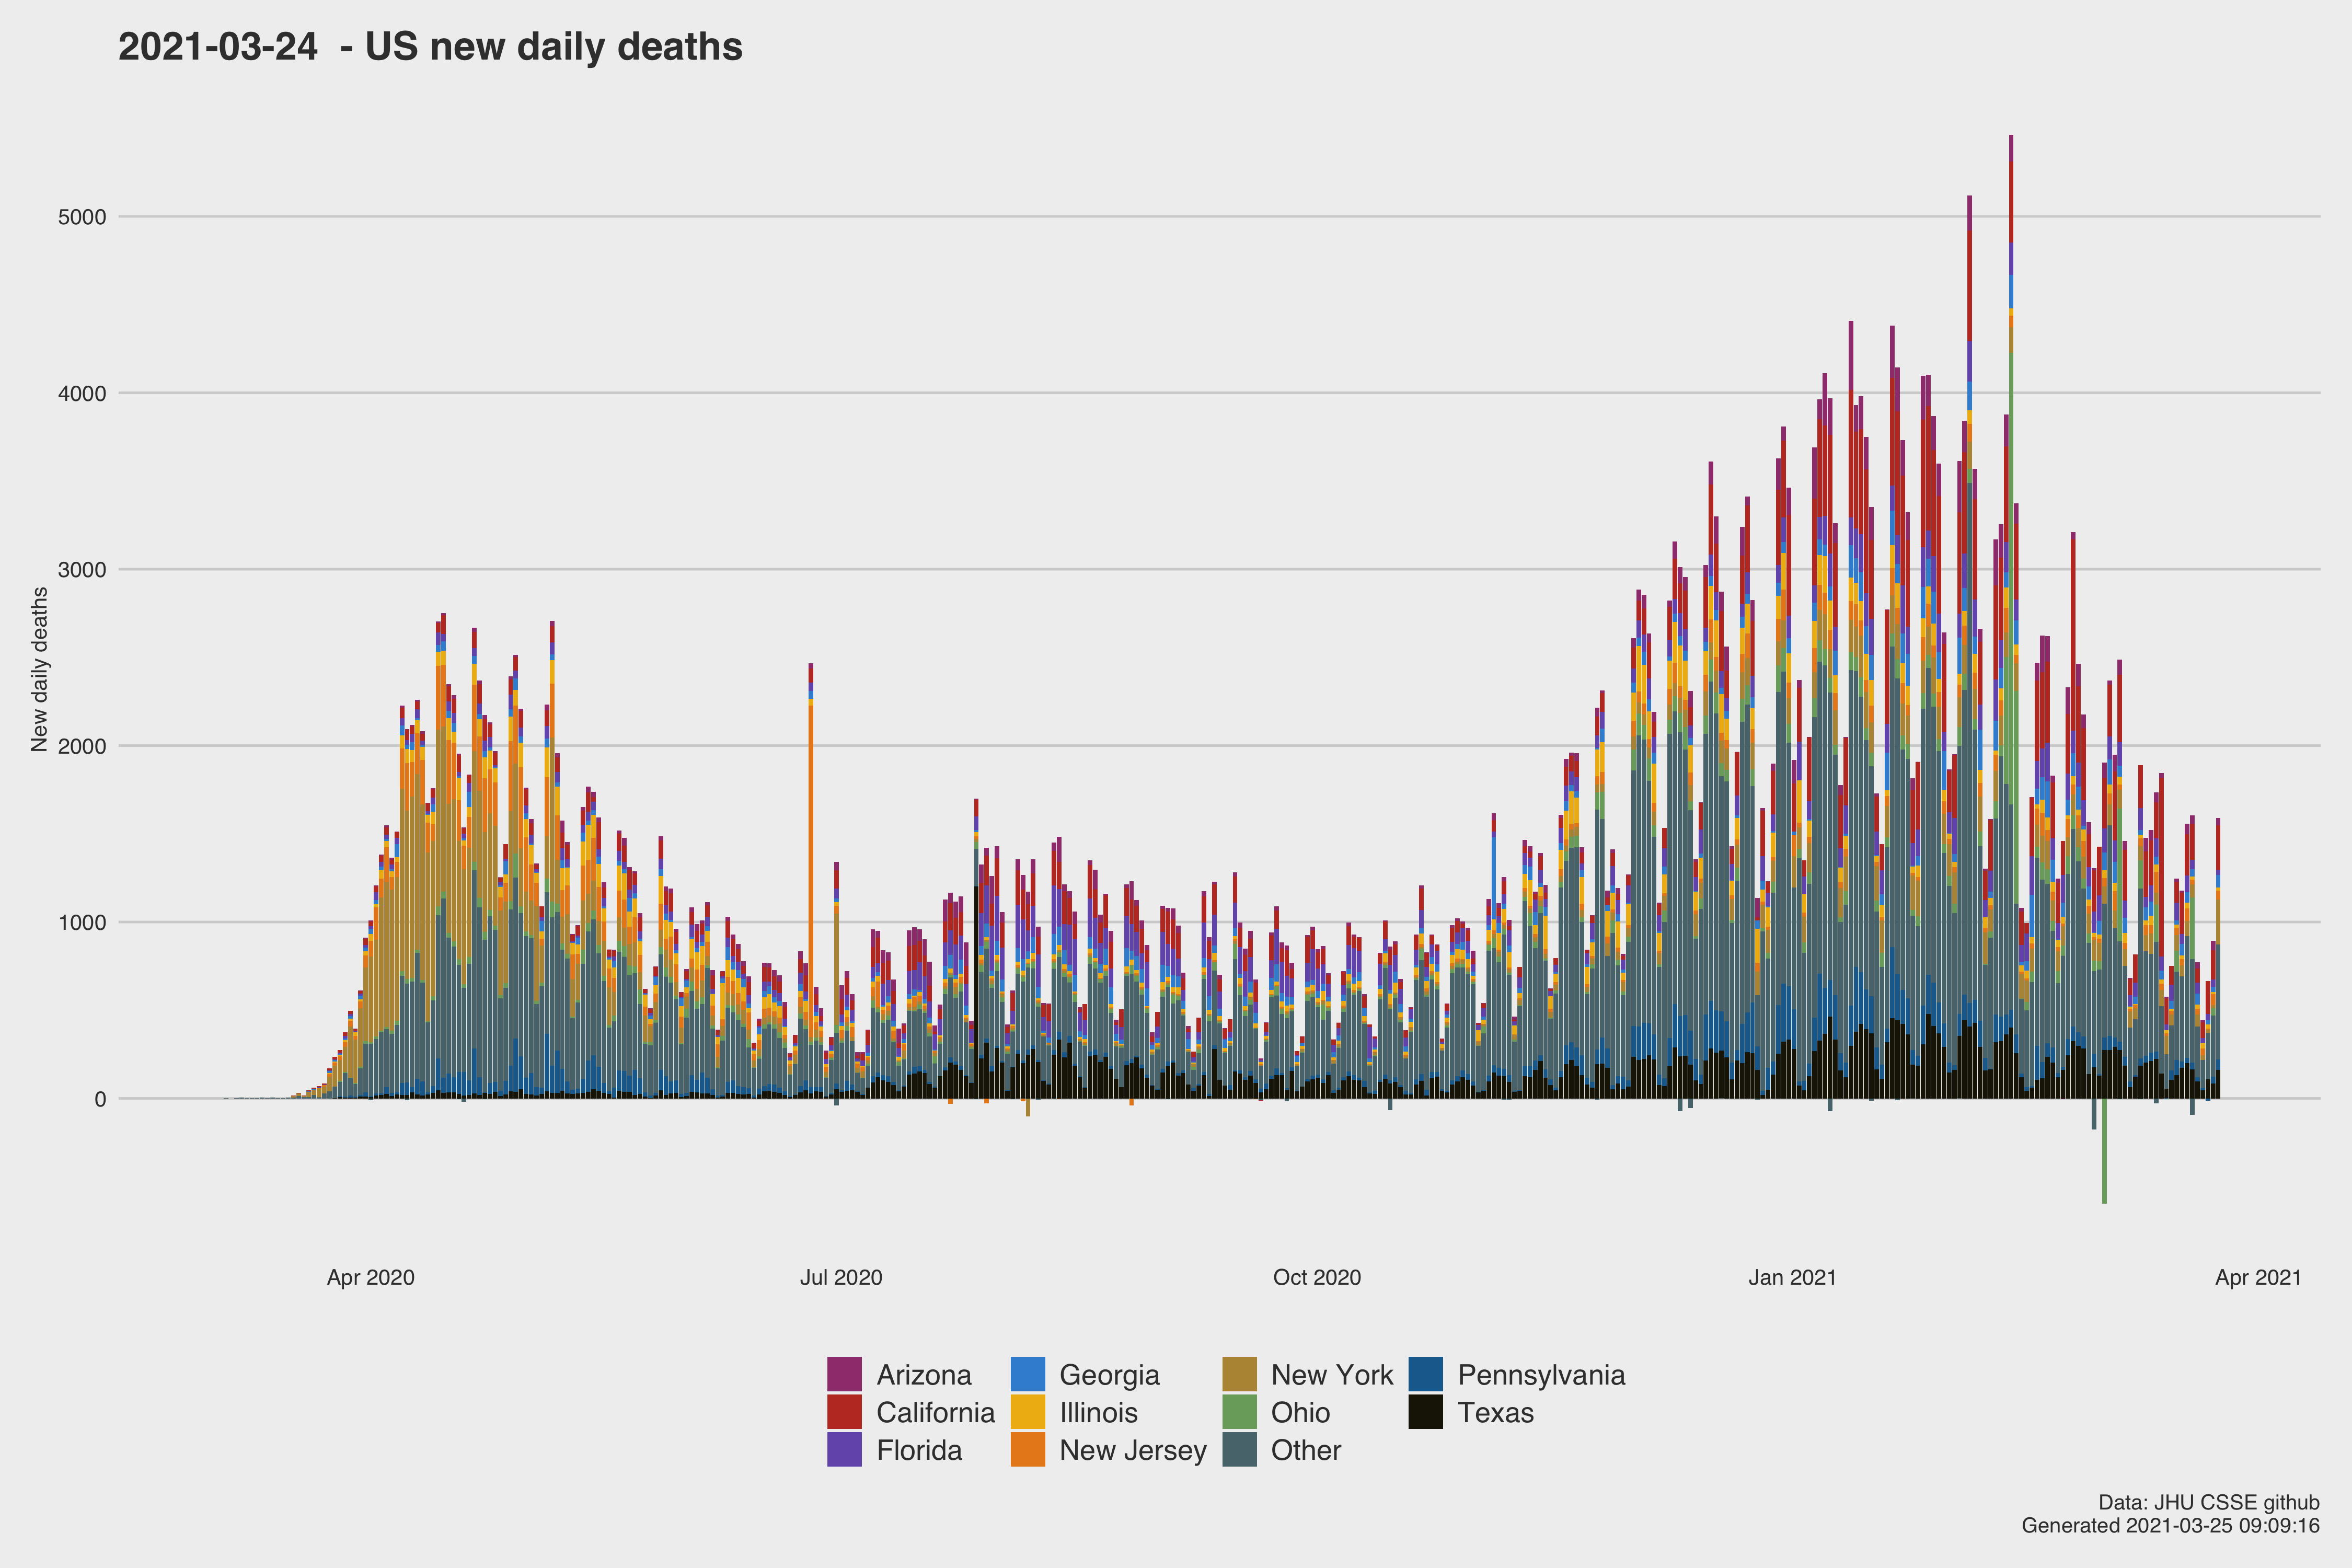 2021-03-24  - US new daily deaths
New daily deaths
5000
4000
3000
2000
1000
0
Apr 2020
Jul 2020
Oct 2020
Jan 2021
Apr 2021
Arizona
Georgia
New York
Pennsylvania
California
Illinois
Ohio
Texas
Florida
New Jersey
Other
Data: JHU CSSE github
Generated 2021-03-25 09:09:16